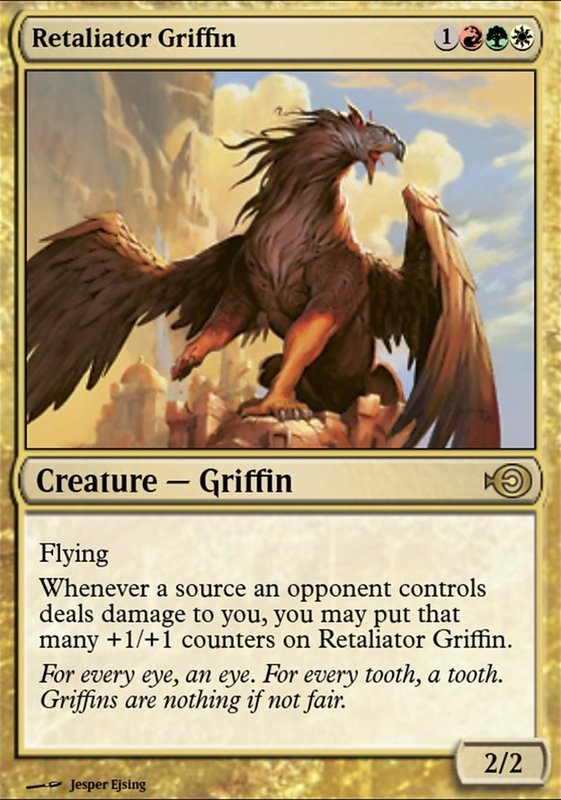 Retaliator Griffin 1
Creature — Griffin
Flying
Whenever a source an opponent controls
deals damage to you, you may put that
many +1/+1 counters on Retaliator Griffin.
For every eye, an eye. For every tooth, a tooth.
Griffins are nothing if not fair.
2/2
Jesper Ejsing